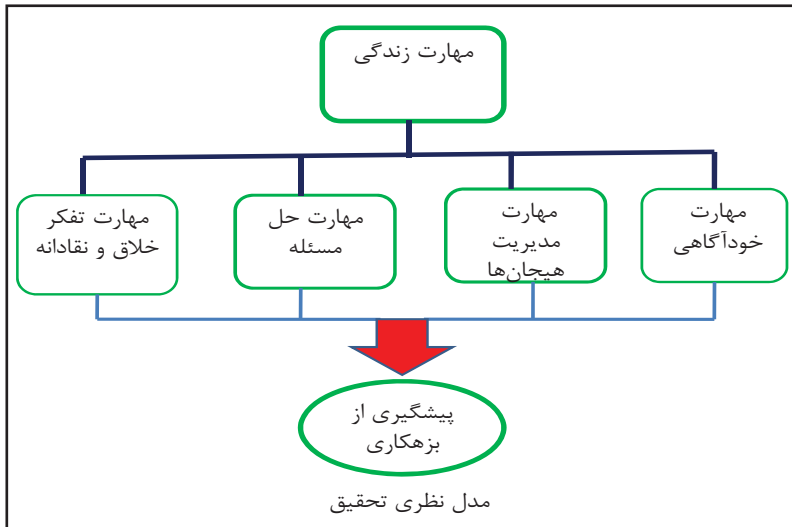 مهارت زندگی
مهارت
خودآگاهی
مهارت
مدیریت
هیجان‌ها
مهارت حل
مسئله
مهارت تفکر
خلاق و نقادانه
پیشگیری از
بزهکاری
مدل نظری تحقیق